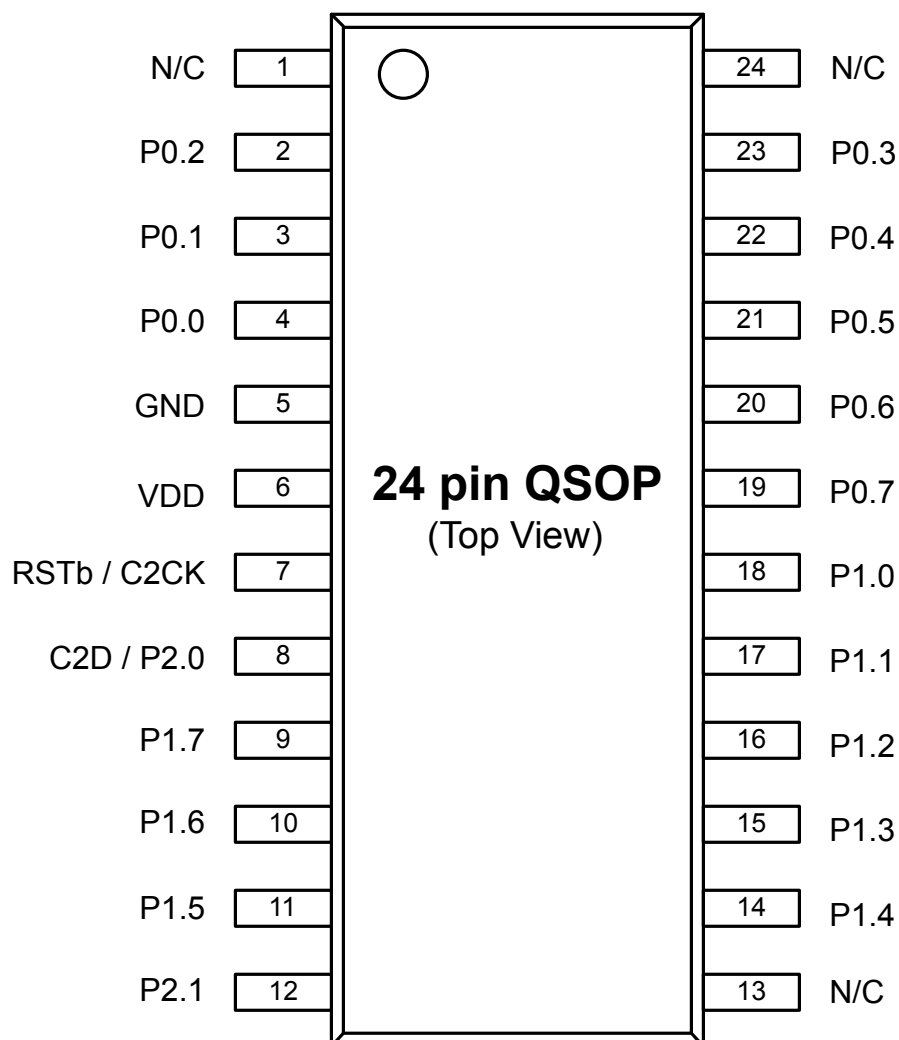 N/C 1 24 N/C
P0.2 2 23 P0.3
P0.1 3 22 P0.4
P0.0 4 21 P0.5
GND 5 20 P0.6
VDD 6 19 P0.7
24 pin QSOP
(Top View)
RSTb / C2CK 7 18 P1.0
C2D / P2.0 8 17 P1.1
P1.7 9 16 P1.2
P1.6 10 15 P1.3
P1.5 11 14 P1.4
P2.1 12 13 N/C